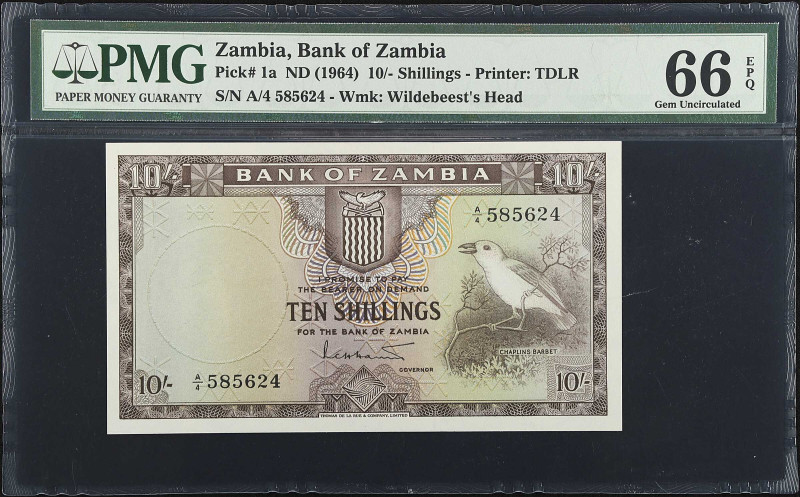 PMG
PAPER MONEY GUARANTY
Zambia, Bank of Zambia
Pick# 1a ND (1964) 10/- Shillings - Printer: TDLR
S/N A/4 585624 - Wmk: Wildebeest's Head
66 EPQ
Gem Uncirculated
10/- BANK OF ZAMBIA 10/-
A/4 585624
I PROMISE TO PAY
THE BEARER ON DEMAND
TEN SHILLINGS
FOR THE BANK OF ZAMBIA
CHAPLINS BARBET
GOVERNOR
10/- A/4 585624 10/-
THOMAS DE LA RUE & COMPANY, LIMITED